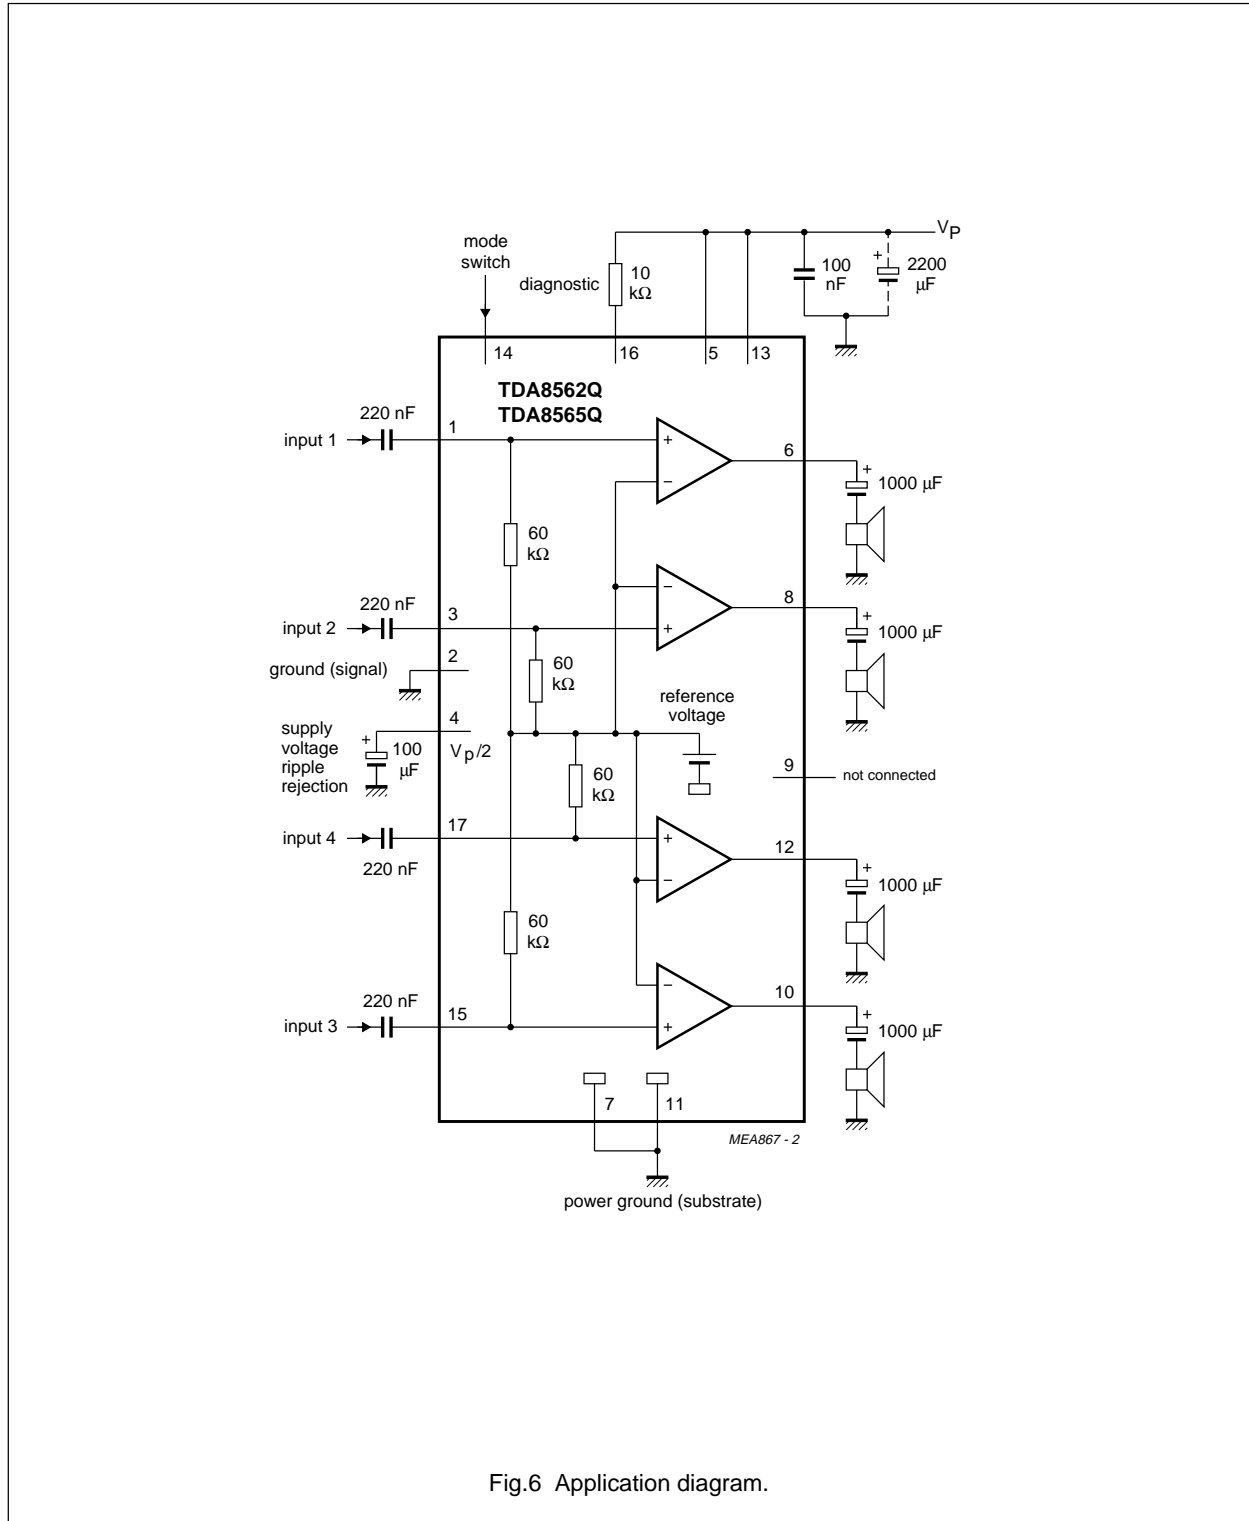 V_P
mode
switch
diagnostic
10
kΩ
100
nF
+
2200
µF
14
16
5
13
TDA8562Q
TDA8565Q
220 nF
input 1
1
+
−
6
+
1000 µF
60
kΩ
220 nF
input 2
3
−
+
8
+
1000 µF
2
ground (signal)
60
kΩ
reference
voltage
4
supply
voltage
ripple
rejection
+
100
µF
Vp/2
60
kΩ
9
not connected
input 4
17
220 nF
+
−
12
+
1000 µF
60
kΩ
220 nF
input 3
15
−
+
10
+
1000 µF
7
11
MEA867 - 2
power ground (substrate)
Fig.6 Application diagram.